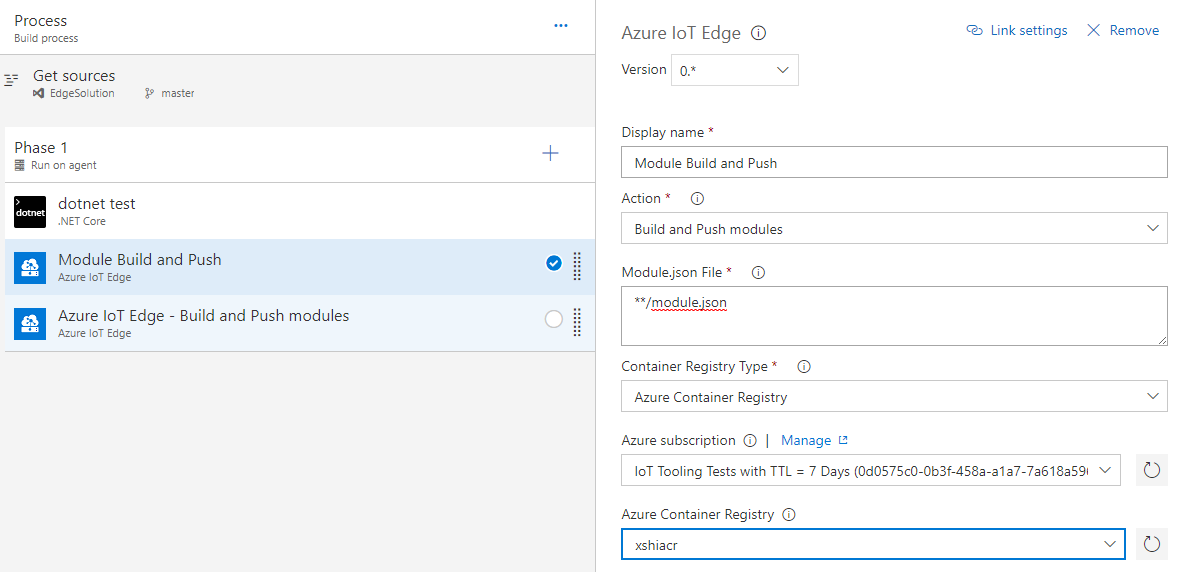 Process
Build process
Get sources
EdgeSolution master
Phase 1
Run on agent
dotnet
dotnet test
.NET Core
Module Build and Push
Azure IoT Edge
Azure IoT Edge - Build and Push modules
Azure IoT Edge
Azure IoT Edge
Link settings Remove
Version 0.*
Display name *
Module Build and Push
Action *
Build and Push modules
Module.json File *
**/module.json
Container Registry Type *
Azure Container Registry
Azure subscription | Manage
IoT Tooling Tests with TTL = 7 Days (0d0575c0-0b3f-458a-a1a7-7a618a59
Azure Container Registry
xshiacr